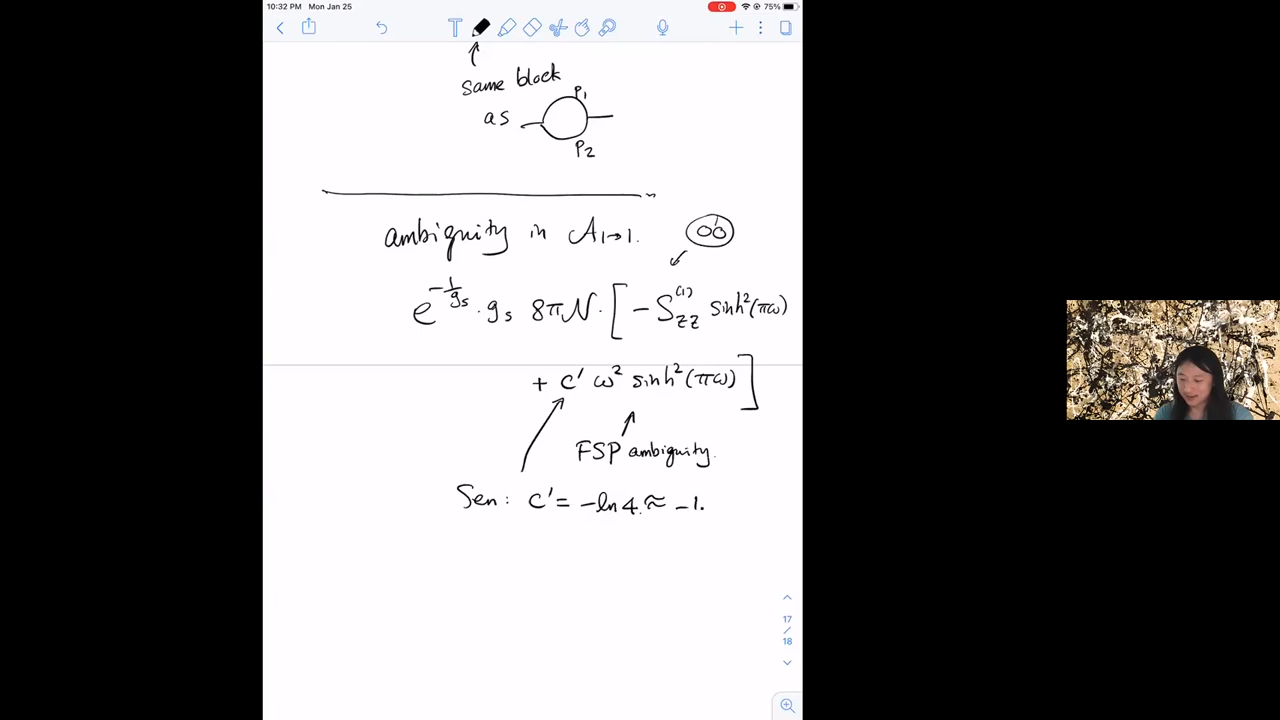 10:32 PM Mon Jan 25
75%
T
same block
P1
as
P2
ambiguity in A1→1.
e^{-1/gs} · gs 8πN · [ - S_{ZZ}^{(1)} sinh²(πω)
+ c' ω² sinh²(πω) ]
FSP ambiguity.
Sen: c' = -ln 4. ≈ -1.
17
/
18